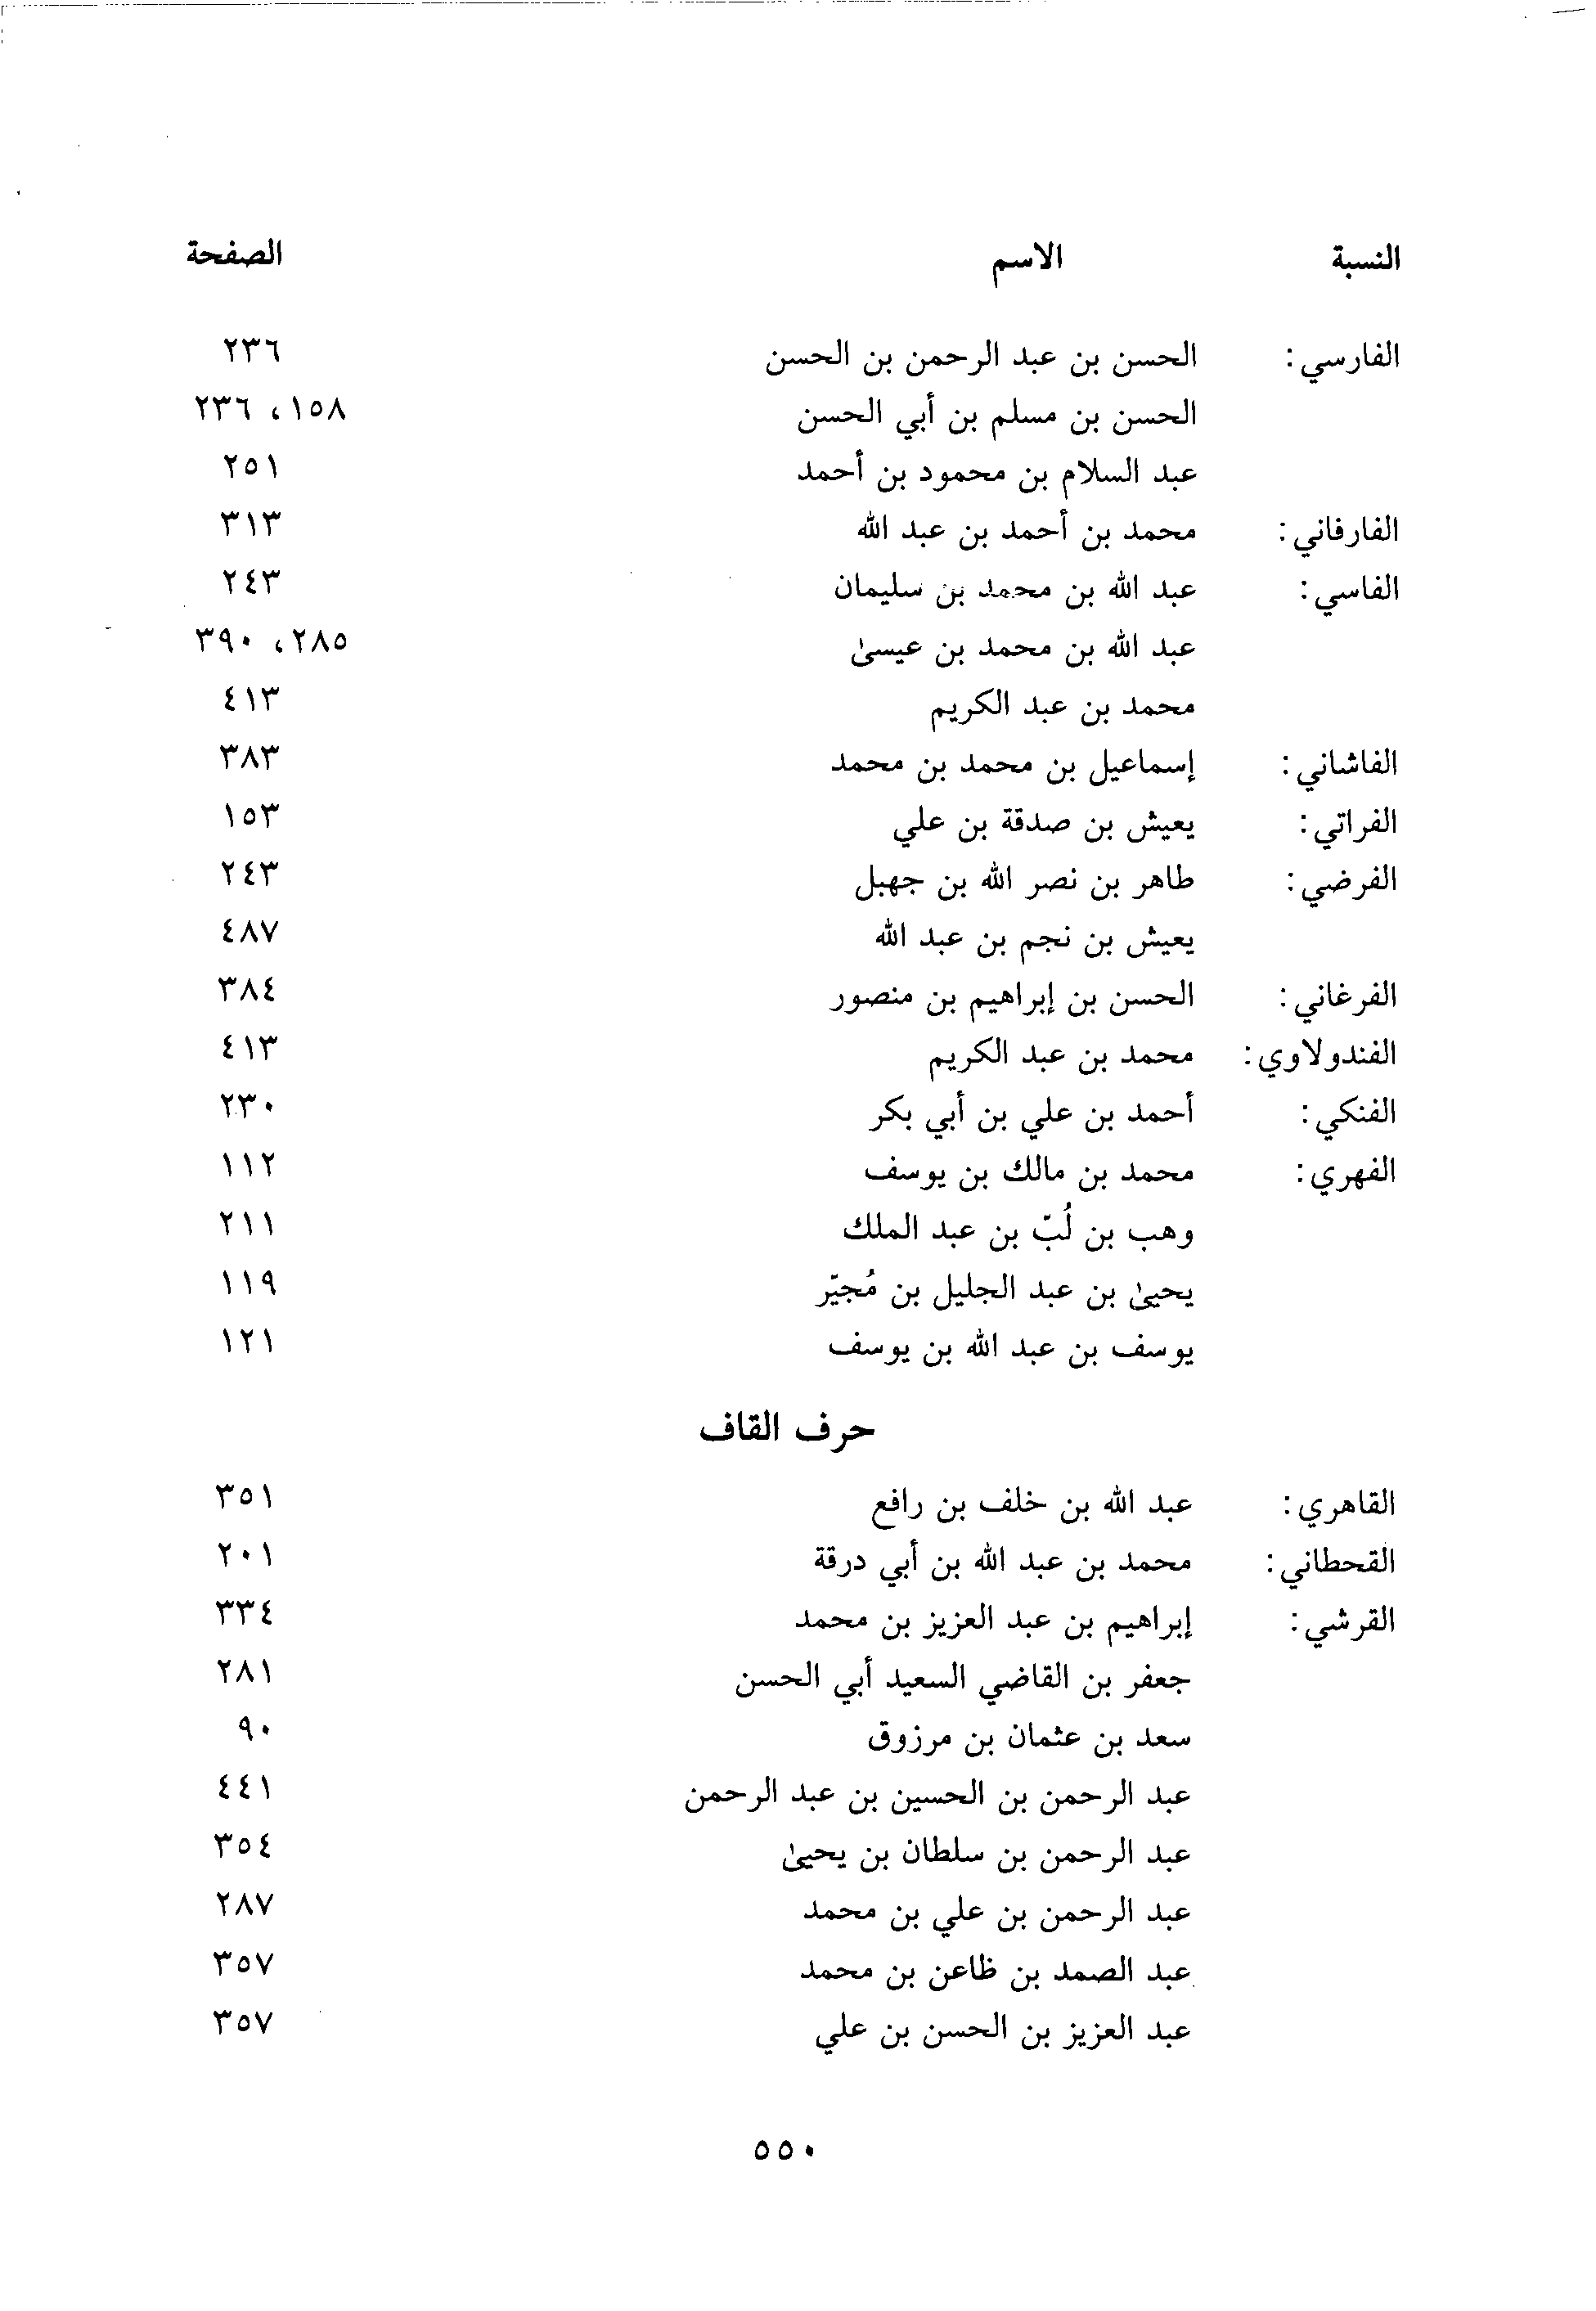 النسبة الاسم الصفحة
الفارسي: الحسن بن عبد الرحمن بن الحسن ٢٣٦
الحسن بن مسلم بن أبي الحسن ١٥٨، ٢٣٦
عبد السلام بن محمود بن أحمد ٢٥١
الفارفاني: محمد بن أحمد بن عبد الله ٣١٣
الفاسي: عبد الله بن محمد بن سليمان ٢٤٣
عبد الله بن محمد بن عيسىٰ ٢٨٥، ٣٩٠
محمد بن عبد الكريم ٤١٣
الفاشاني: إسماعيل بن محمد بن محمد ٣٨٣
الفراتي: يعيش بن صدقة بن علي ١٥٣
الفرضي: طاهر بن نصر الله بن جهبل ٢٤٣
يعيش بن نجم بن عبد الله ٤٨٧
الفرغاني: الحسن بن إبراهيم بن منصور ٣٨٤
الفندولاوي: محمد بن عبد الكريم ٤١٣
الفنكي: أحمد بن علي بن أبي بكر ٢٣٠
الفهري: محمد بن مالك بن يوسف ١١٢
وهب بن لُبّ بن عبد الملك ٢١١
يحيىٰ بن عبد الجليل بن مُجيّر ١١٩
يوسف بن عبد الله بن يوسف ١٢١
حرف القاف
القاهري: عبد الله بن خلف بن رافع ٣٥١
القحطاني: محمد بن عبد الله بن أبي درقة ٢٠١
القرشي: إبراهيم بن عبد العزيز بن محمد ٣٣٤
جعفر بن القاضي السعيد أبي الحسن ٢٨١
سعد بن عثمان بن مرزوق ٩٠
عبد الرحمن بن الحسين بن عبد الرحمن ٤٤١
عبد الرحمن بن سلطان بن يحيىٰ ٣٥٤
عبد الرحمن بن علي بن محمد ٢٨٧
عبد الصمد بن ظاعن بن محمد ٣٥٧
عبد العزيز بن الحسن بن علي ٣٥٧
٥٥٠